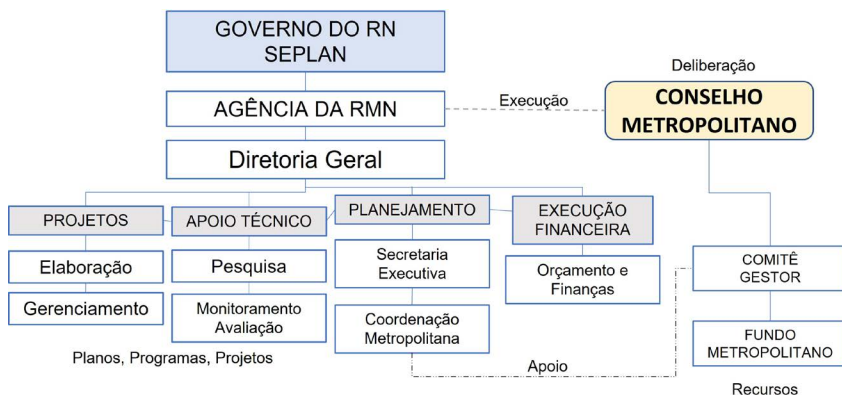 GOVERNO DO RN
SEPLAN
Deliberação
AGÊNCIA DA RMN
Execução
CONSELHO
METROPOLITANO
Diretoria Geral
PROJETOS
APOIO TÉCNICO
PLANEJAMENTO
EXECUÇÃO
FINANCEIRA
Elaboração
Pesquisa
Secretaria
Executiva
Orçamento e
Finanças
COMITÊ
GESTOR
Gerenciamento
Monitoramento
Avaliação
Coordenação
Metropolitana
FUNDO
METROPOLITANO
Planos, Programas, Projetos
Apoio
Recursos